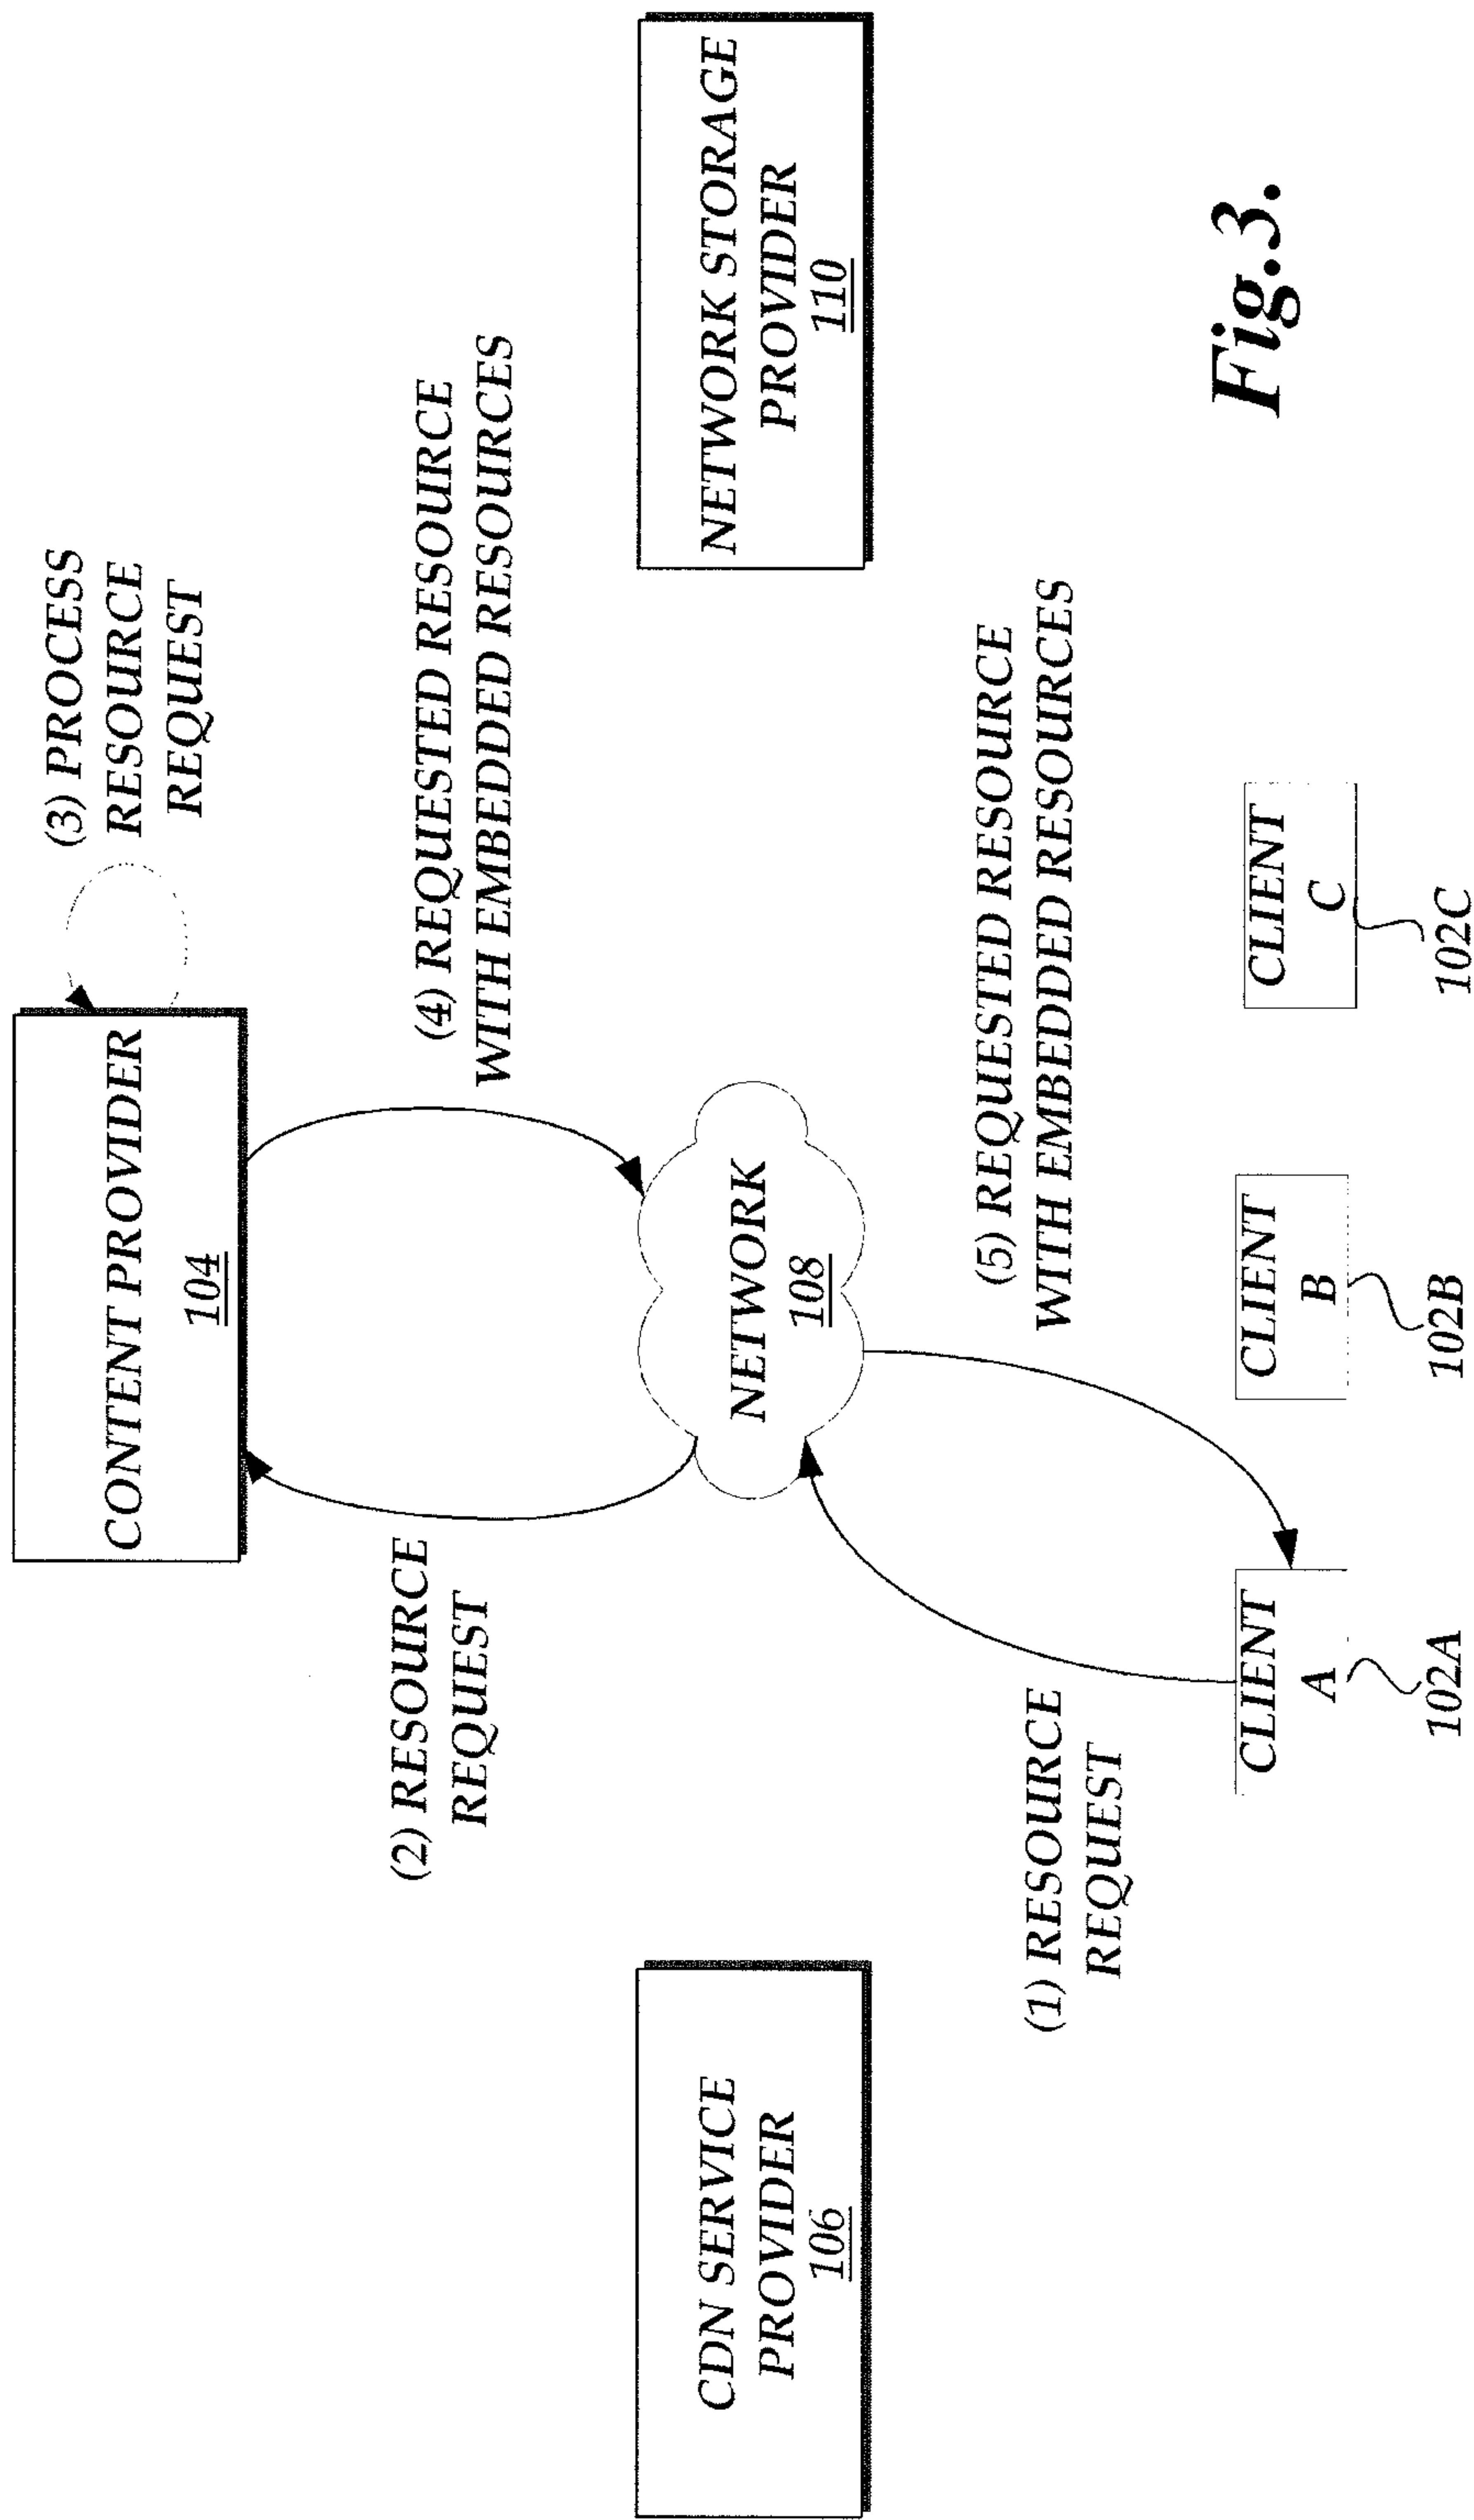 CONTENT PROVIDER
104
(3) PROCESS
RESOURCE
REQUEST
(2) RESOURCE
REQUEST
(4) REQUESTED RESOURCE
WITH EMBEDDED RESOURCES
CDN SERVICE
PROVIDER
106
NETWORK
108
NETWORK STORAGE
PROVIDER
110
(1) RESOURCE
REQUEST
(5) REQUESTED RESOURCE
WITH EMBEDDED RESOURCES
CLIENT
A
102A
CLIENT
B
102B
CLIENT
C
102C
Fig.3.